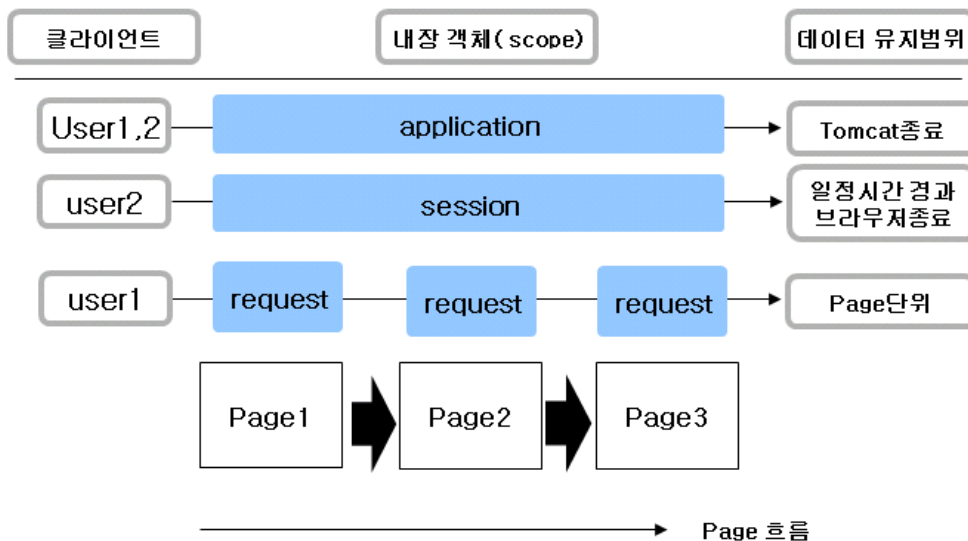 클라이언트
내장 객체( scope)
데이터 유지범위
User1,2
application
Tomcat종료
user2
session
일정시간 경과
브라우저종료
user1
request
request
request
Page단위
Page1
Page2
Page3
Page 흐름